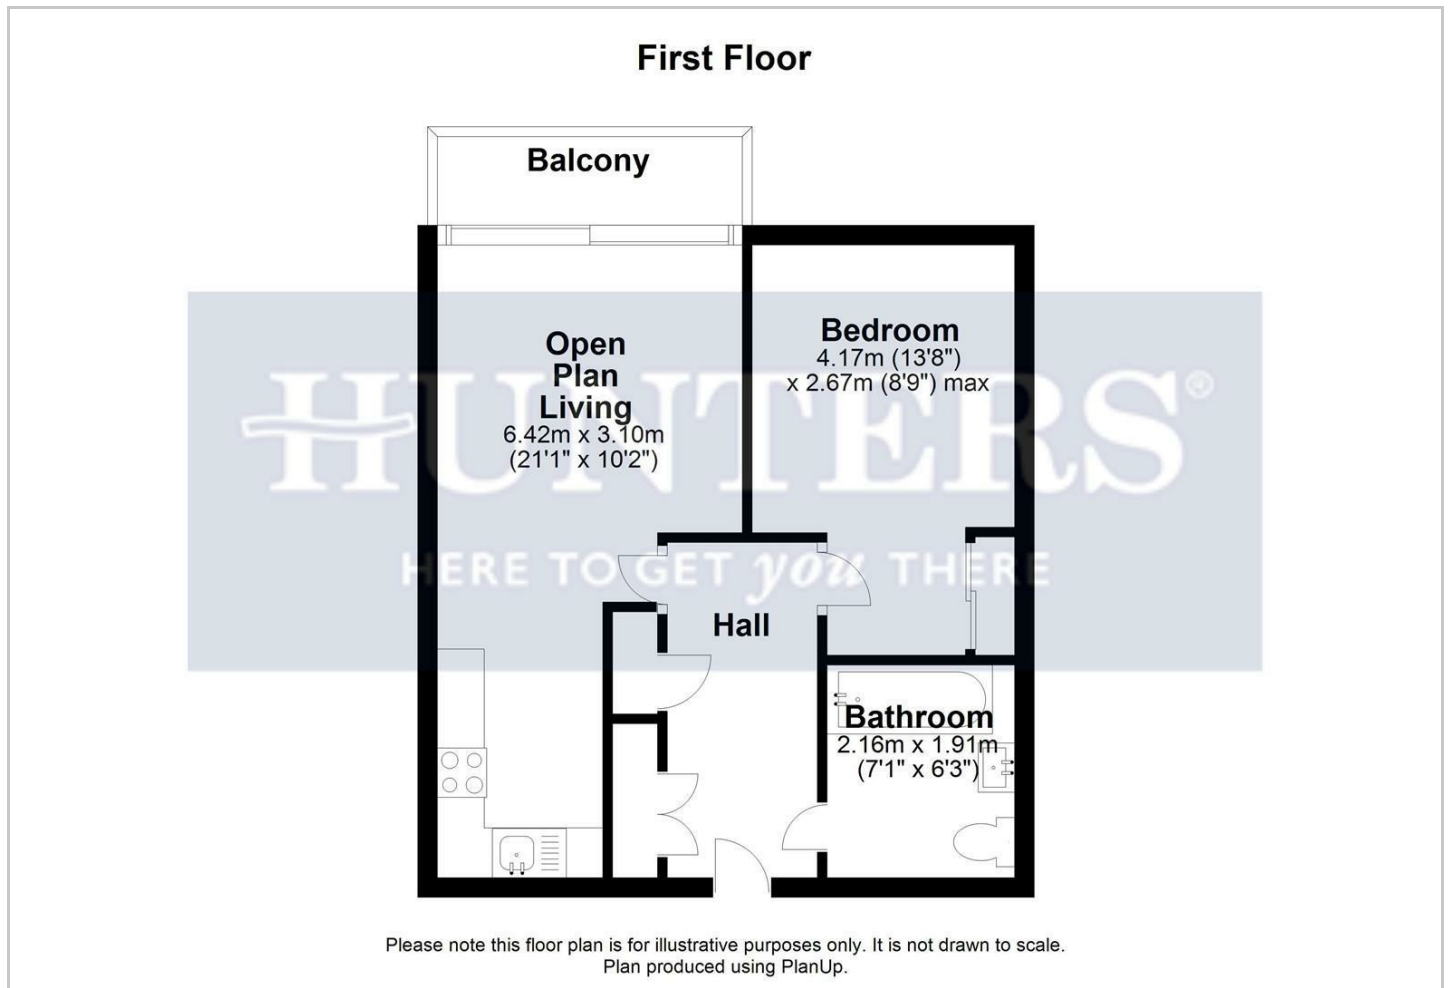 First Floor
Balcony
Open
Plan
Living
6.42m x 3.10m
(21'1" x 10'2")
Bedroom
4.17m (13'8")
x 2.67m (8'9") max
HUNTERS®
HERE TO GET you THERE
Hall
Bathroom
2.16m x 1.91m
(7'1" x 6'3")
Please note this floor plan is for illustrative purposes only. It is not drawn to scale.
Plan produced using PlanUp.